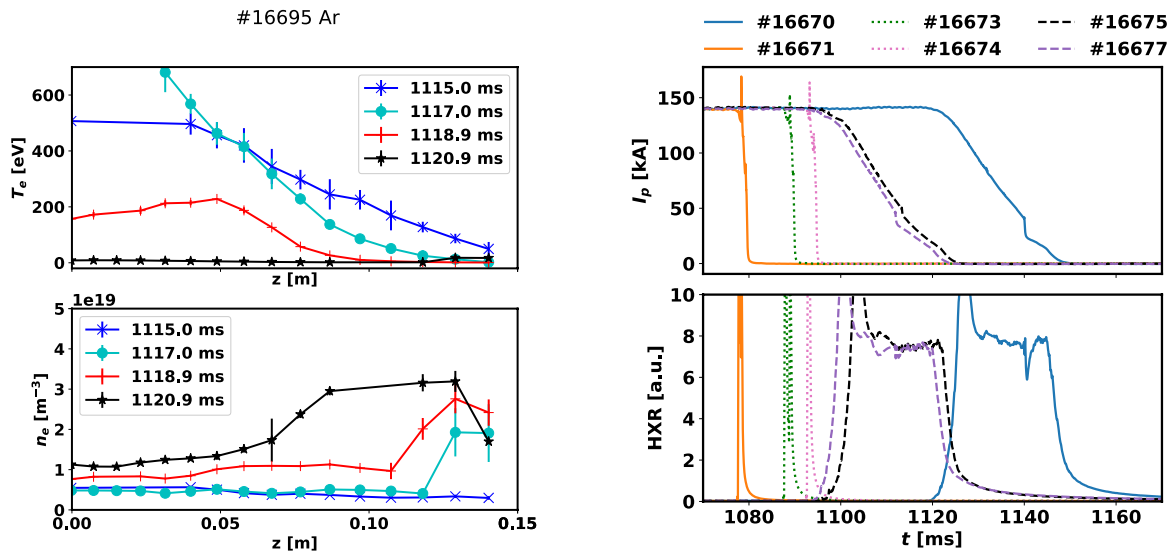 #16695 Ar
600
400
200
0
T_e [eV]
1115.0 ms
1117.0 ms
1118.9 ms
1120.9 ms
z [m]
1e19
5
4
3
2
1
0
n_e [m^−3]
1115.0 ms
1117.0 ms
1118.9 ms
1120.9 ms
0.00 0.05 0.10 0.15
z [m]
#16670 #16673 #16675
#16671 #16674 #16677
150
100
50
0
I_p [kA]
10
8
6
4
2
0
HXR [a.u.]
1080 1100 1120 1140 1160
t [ms]